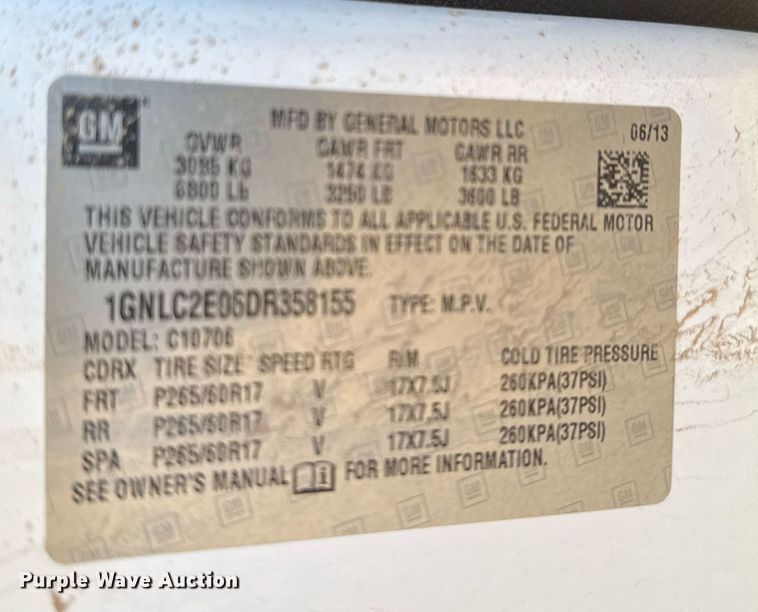 GM
MFD BY GENERAL MOTORS LLC
06/13
GVWR GAWR FRT GAWR RR
3085 KG 1474 KG 1633 KG
6800 LB 3250 LB 3600 LB
THIS VEHICLE CONFORMS TO ALL APPLICABLE U.S. FEDERAL MOTOR
VEHICLE SAFETY STANDARDS IN EFFECT ON THE DATE OF
MANUFACTURE SHOWN ABOVE.
1GNLC2E06DR358155 TYPE: M.P.V.
MODEL: C10706
CDRX TIRE SIZE SPEED RTG RIM COLD TIRE PRESSURE
FRT P265/60R17 V 17X7.5J 260KPA(37PSI)
RR P265/60R17 V 17X7.5J 260KPA(37PSI)
SPA P265/60R17 V 17X7.5J 260KPA(37PSI)
SEE OWNER'S MANUAL i FOR MORE INFORMATION.
Purple Wave Auction